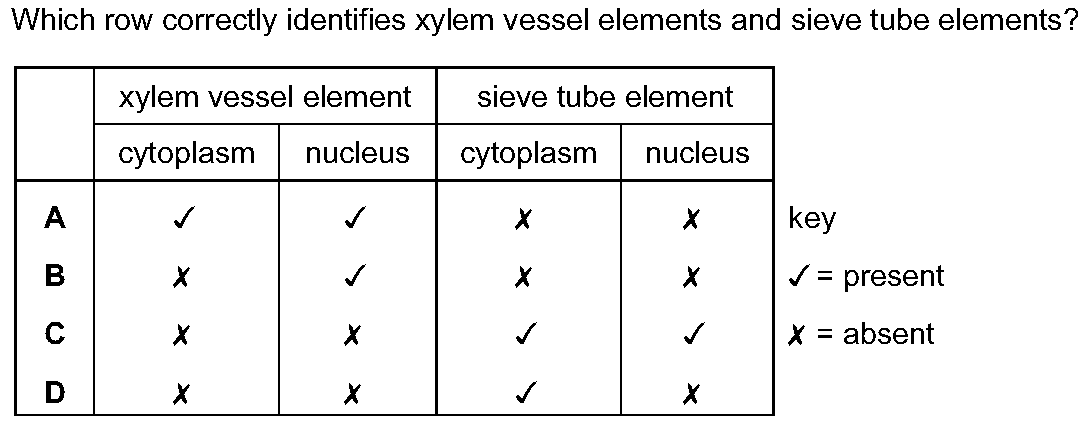 Which row correctly identifies xylem vessel elements and sieve tube elements?
xylem vessel element sieve tube element
cytoplasm nucleus cytoplasm nucleus
A ✓ ✓ ✗ ✗ key
B ✗ ✓ ✗ ✗ ✓ = present
C ✗ ✗ ✓ ✓ ✗ = absent
D ✗ ✗ ✓ ✗